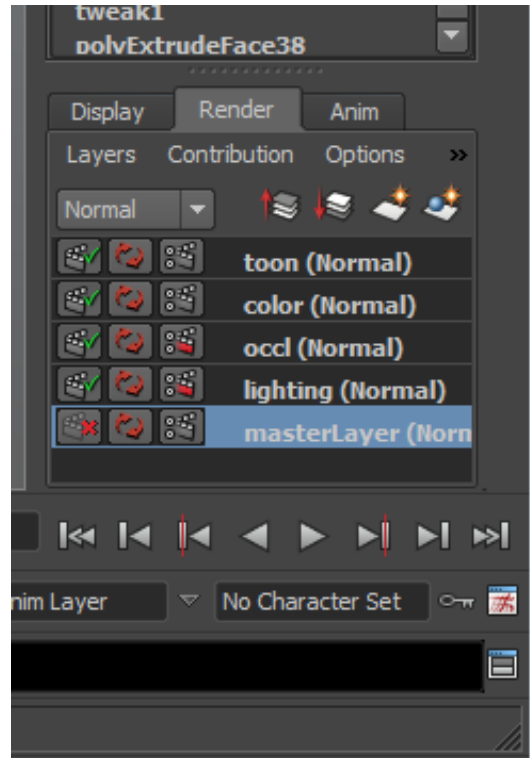 tweak1
polyExtrudeFace38
Display Render Anim
Layers Contribution Options »
Normal
toon (Normal)
color (Normal)
occl (Normal)
lighting (Normal)
masterLayer (Norn
nim Layer No Character Set